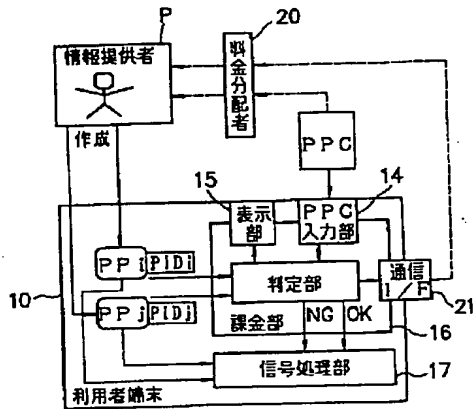 P
20
情報提供者
料金分配者
作成
PPC
14
15
表示部
PPC入力部
PPi
PIDi
10
判定部
通信
I/F
21
PPj
PIDj
課金部
NG
OK
16
信号処理部
17
利用者端末